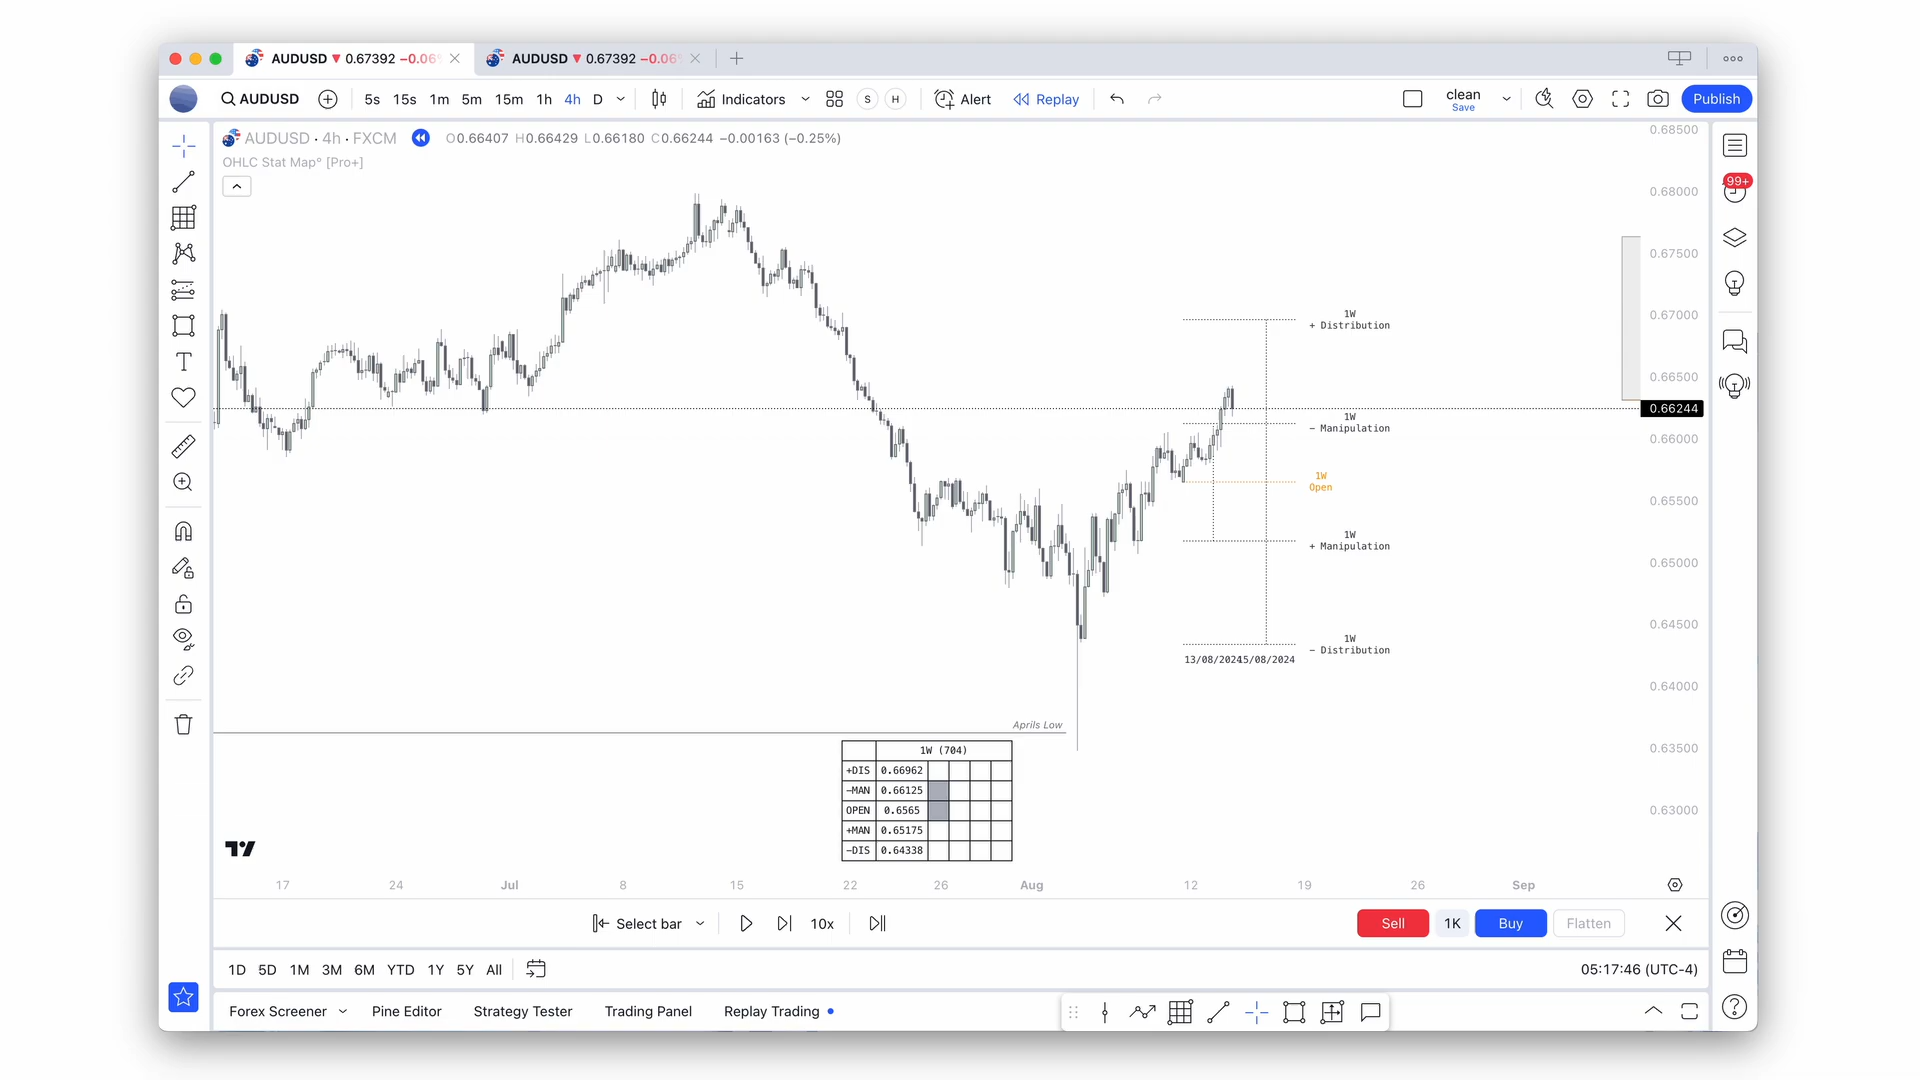 AUDUSD 0.67392 −0.06
AUDUSD 0.67392 −0.06
AUDUSD 5s 15s 1m 5m 15m 1h 4h D Indicators S H Alert Replay clean Publish
Save
AUDUSD · 4h · FXCM O0.66407 H0.66429 L0.66180 C0.66244 −0.00163 (−0.25%)
OHLC Stat Map° [Pro+]
99+
0.68500
0.68000
0.67500
0.67000
0.66500
0.66244
0.66000
0.65500
0.65000
0.64500
0.64000
0.63500
0.63000
1W
+ Distribution
1W
− Manipulation
1W
Open
1W
+ Manipulation
1W
− Distribution
13/08/2024 15/08/2024
Aprils Low
1W (704)
+DIS 0.66962
−MAN 0.66125
OPEN 0.6565
+MAN 0.65175
−DIS 0.64338
17 24 Jul 8 15 22 26 Aug 12 19 26 Sep
Select bar 10x Sell 1K Buy Flatten
1D 5D 1M 3M 6M YTD 1Y 5Y All 05:17:46 (UTC-4)
Forex Screener Pine Editor Strategy Tester Trading Panel Replay Trading